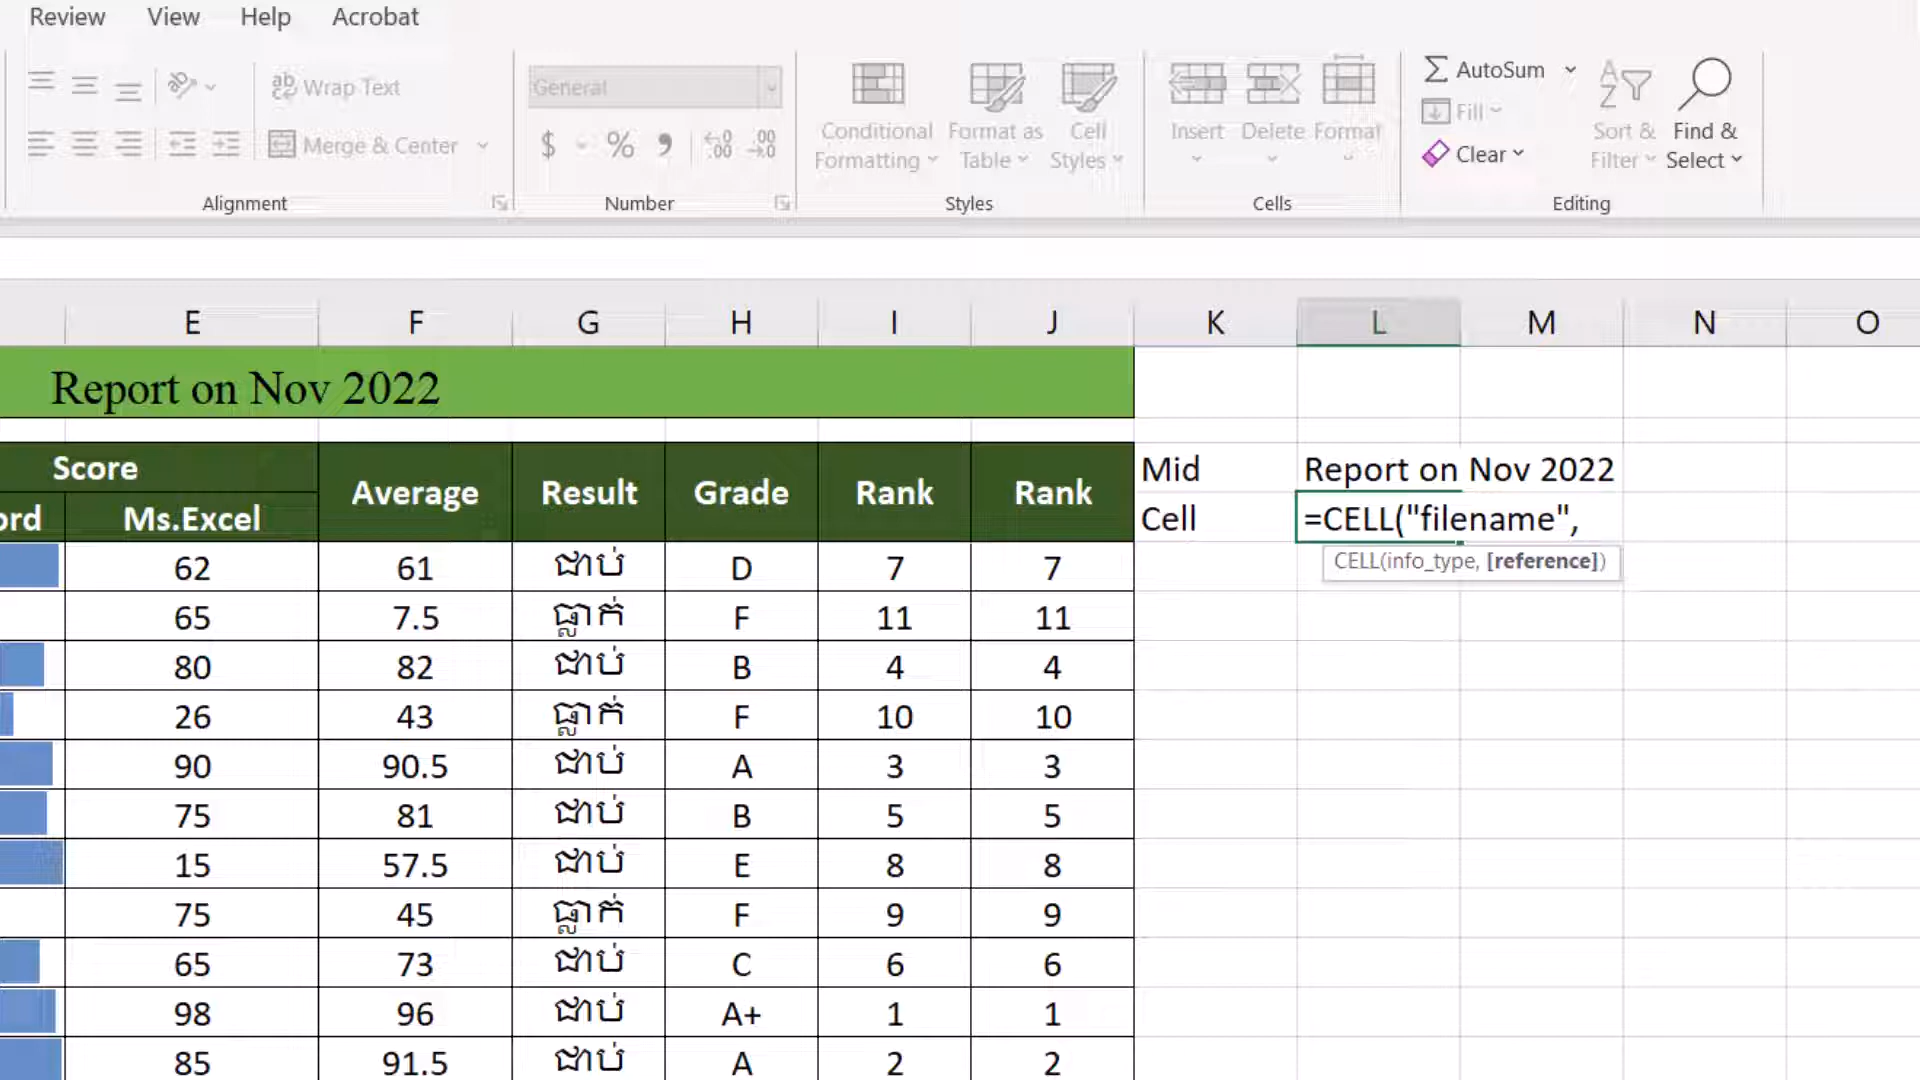 Review View Help Acrobat
Wrap Text General AutoSum
Conditional Format as Cell Insert Delete Format Fill Sort & Find &
Merge & Center $ % Formatting Table Styles Clear Filter Select
Alignment Number Styles Cells Editing
E F G H I J K L M N O
Report on Nov 2022
Score Average Result Grade Rank Rank Mid Report on Nov 2022
ord Ms.Excel Cell =CELL("filename",
CELL(info_type, [reference])
62 61 ជាប់ D 7 7
65 7.5 ធ្លាក់ F 11 11
80 82 ជាប់ B 4 4
26 43 ធ្លាក់ F 10 10
90 90.5 ជាប់ A 3 3
75 81 ជាប់ B 5 5
15 57.5 ជាប់ E 8 8
75 45 ធ្លាក់ F 9 9
65 73 ជាប់ C 6 6
98 96 ជាប់ A+ 1 1
85 91.5 ជាប់ A 2 2